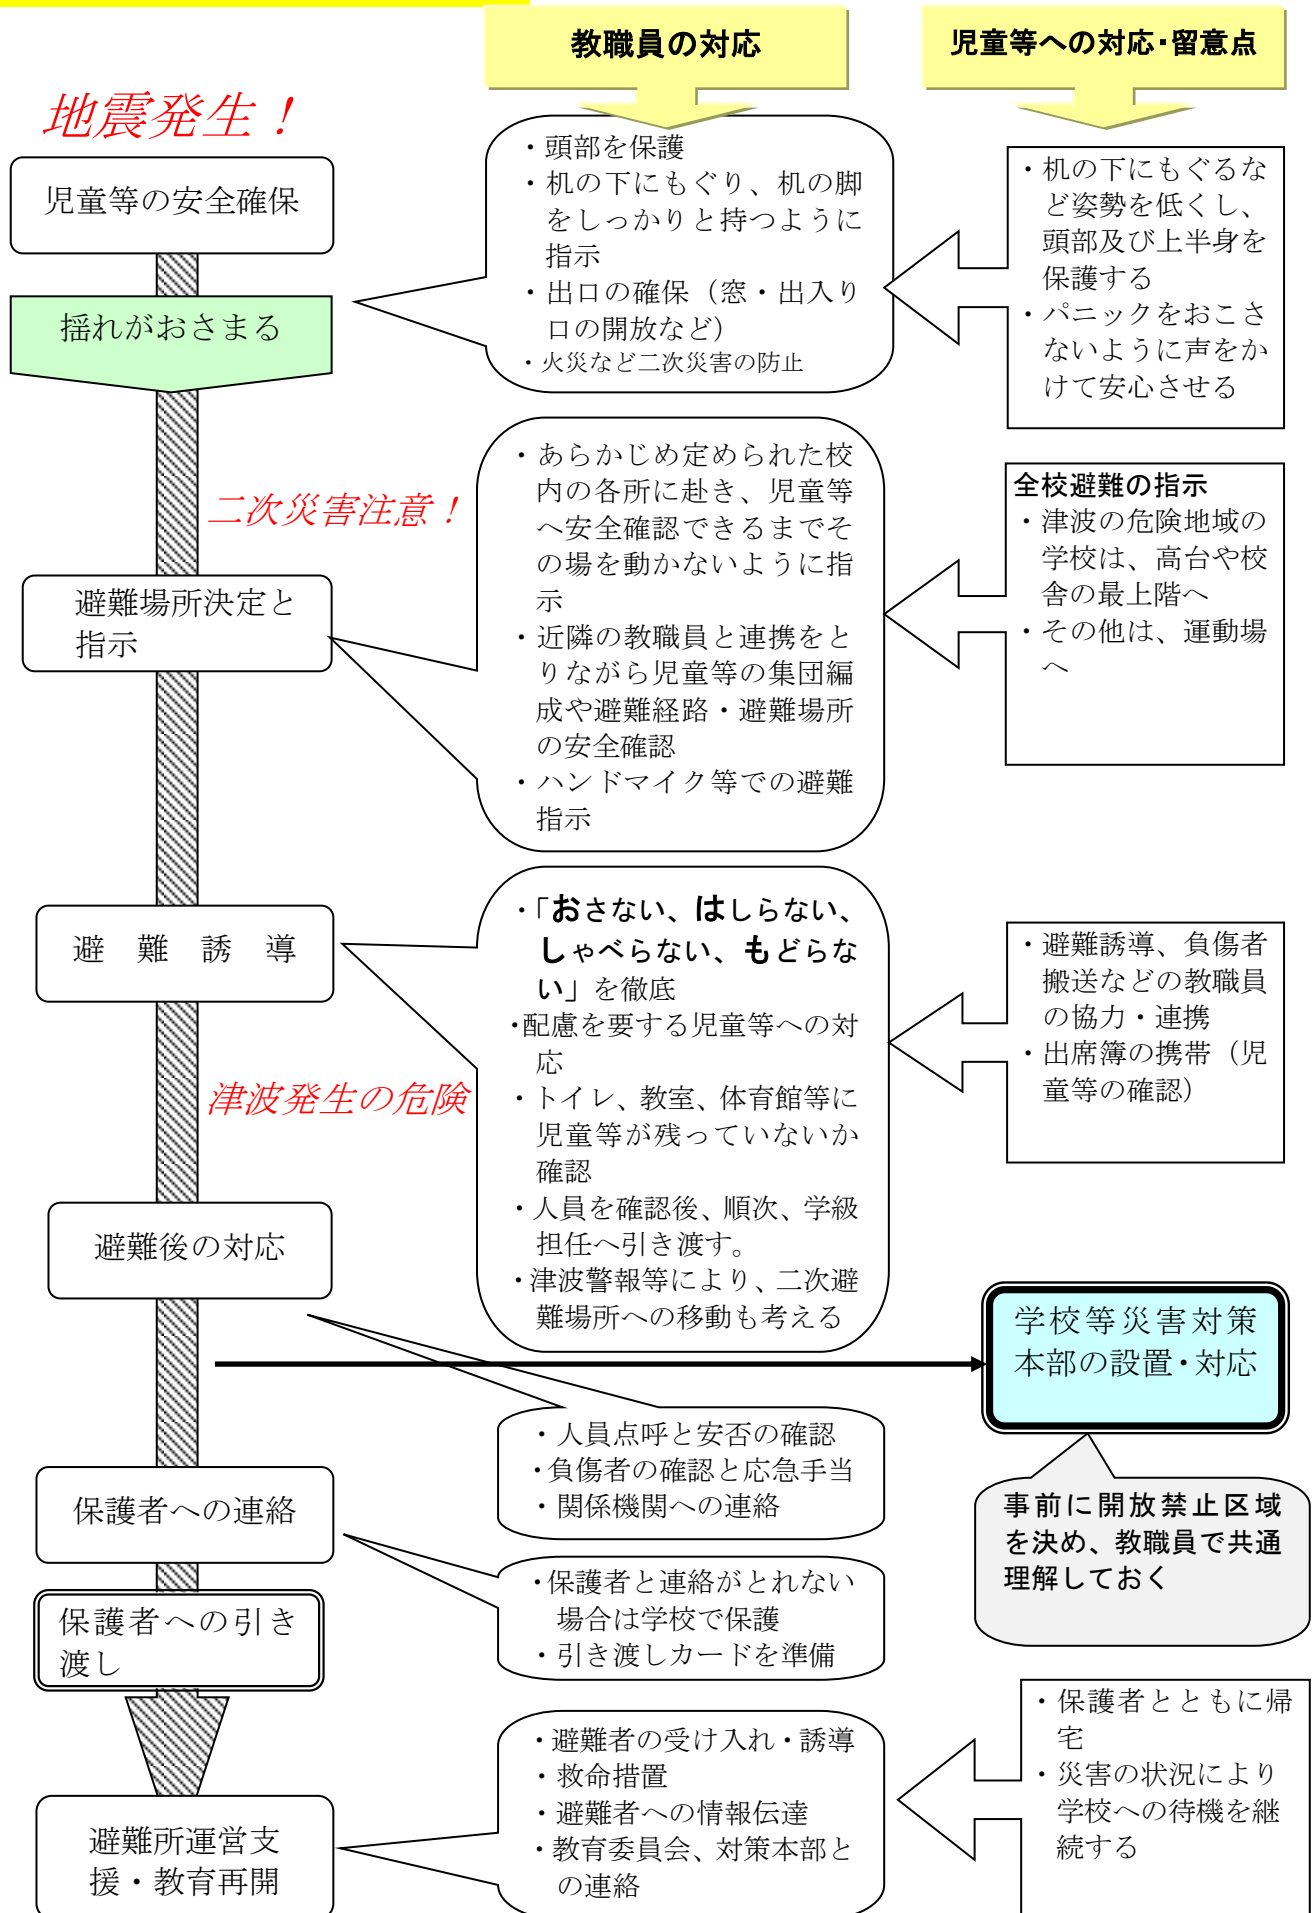 教職員の対応
児童等への対応・留意点
地震発生！
児童等の安全確保
揺れがおさまる
・頭部を保護
・机の下にもぐり、机の脚
をしっかりと持つように
指示
・出口の確保（窓・出入り
口の開放など）
・火災など二次災害の防止
・机の下にもぐるな
ど姿勢を低くし、
頭部及び上半身を
保護する
・パニックをおこさ
ないように声をか
けて安心させる
二次災害注意！
避難場所決定と
指示
・あらかじめ定められた校
内の各所に赴き、児童等
へ安全確認できるまでそ
の場を動かないように指
示
・近隣の教職員と連携をと
りながら児童等の集団編
成や避難経路・避難場所
の安全確認
・ハンドマイク等での避難
指示
全校避難の指示
・津波の危険地域の
学校は、高台や校
舎の最上階へ
・その他は、運動場
へ
避難誘導
・「おさない、はしらない、
しゃべらない、もどらな
い」を徹底
・配慮を要する児童等への対
応
・トイレ、教室、体育館等に
児童等が残っていないか
確認
・人員を確認後、順次、学級
担任へ引き渡す。
・津波警報等により、二次避
難場所への移動も考える
・避難誘導、負傷者
搬送などの教職員
の協力・連携
・出席簿の携帯（児
童等の確認）
津波発生の危険
避難後の対応
学校等災害対策
本部の設置・対応
・人員点呼と安否の確認
・負傷者の確認と応急手当
・関係機関への連絡
事前に開放禁止区域
を決め、教職員で共通
理解しておく
保護者への連絡
・保護者と連絡がとれない
場合は学校で保護
・引き渡しカードを準備
保護者への引き
渡し
・避難者の受け入れ・誘導
・救命措置
・避難者への情報伝達
・教育委員会、対策本部と
の連絡
・保護者とともに帰
宅
・災害の状況により
学校への待機を継
続する
避難所運営支
援・教育再開